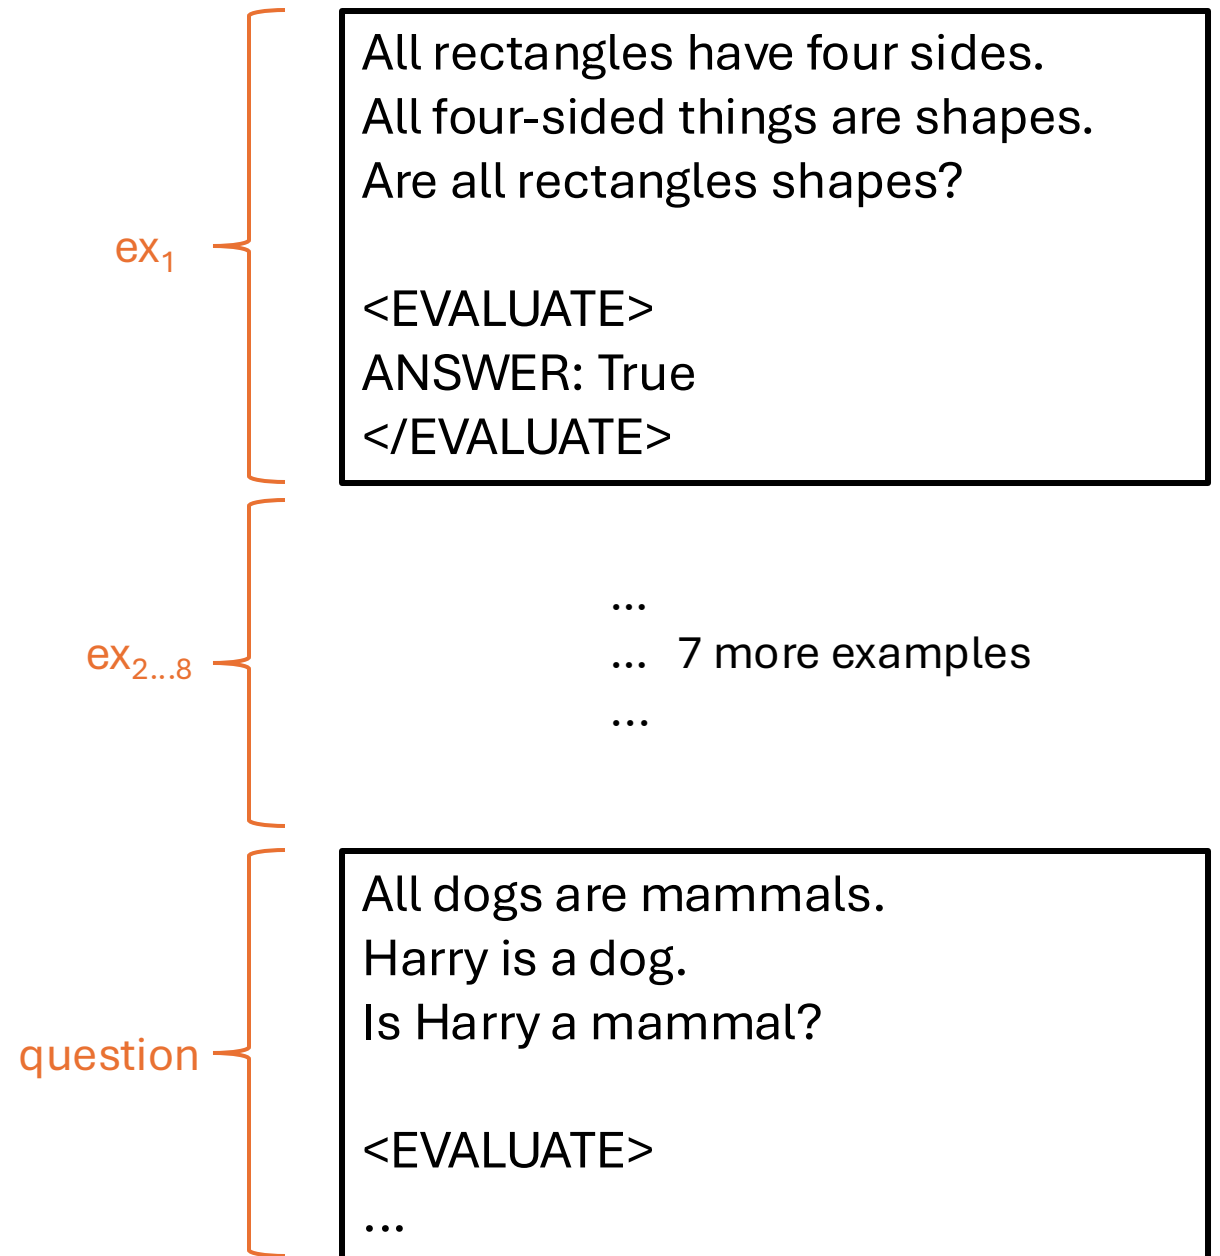 All rectangles have four sides.
All four-sided things are shapes.
Are all rectangles shapes?
ex₁
<EVALUATE>
ANSWER: True
</EVALUATE>
...
ex₂...₈ ... 7 more examples
...
All dogs are mammals.
Harry is a dog.
Is Harry a mammal?
question
<EVALUATE>
...